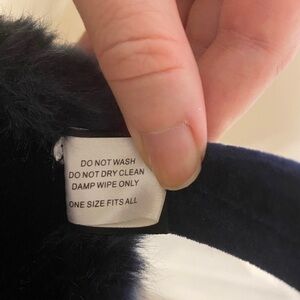 DO NOT WASH
DO NOT DRY CLEAN
DAMP WIPE ONLY
ONE SIZE FITS ALL